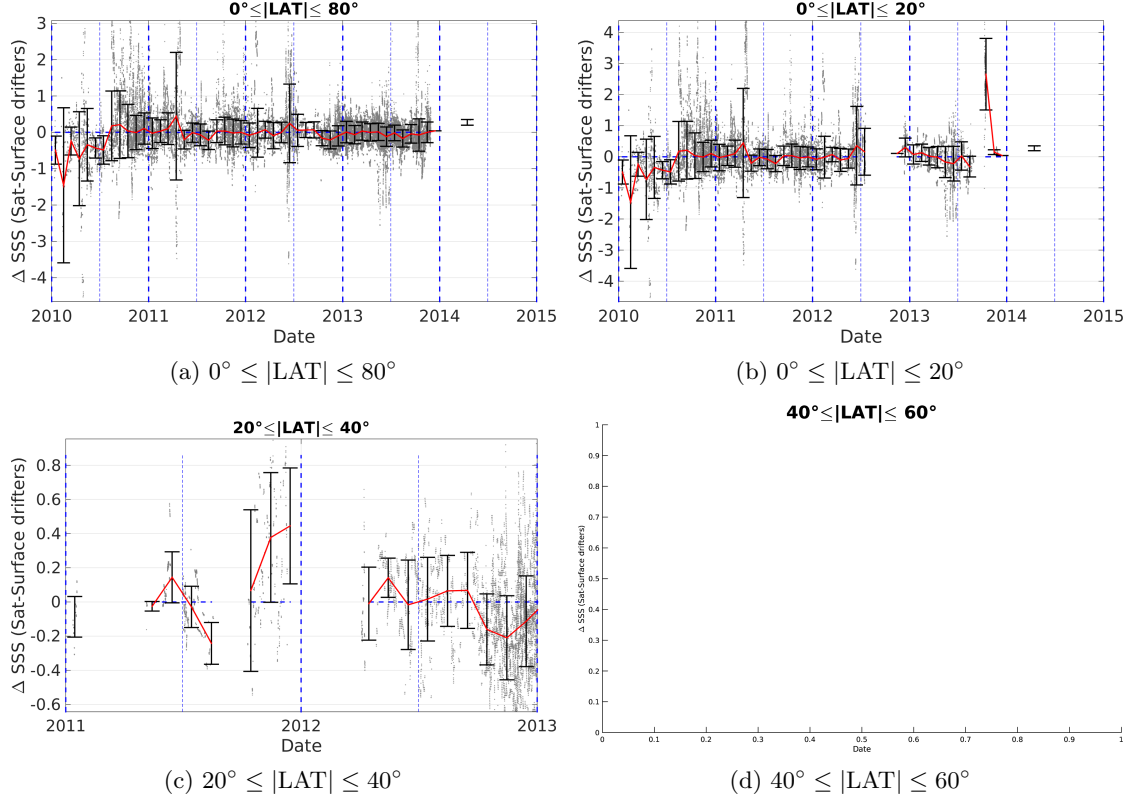 0°≤|LAT|≤ 80°
3
2
1
0
-1
-2
-3
-4
Δ SSS (Sat-Surface drifters)
2010 2011 2012 2013 2014 2015
Date
(a) 0° ≤ |LAT| ≤ 80°
0°≤|LAT|≤ 20°
4
3
2
1
0
-1
-2
-3
-4
Δ SSS (Sat-Surface drifters)
2010 2011 2012 2013 2014 2015
Date
(b) 0° ≤ |LAT| ≤ 20°
20°≤|LAT|≤ 40°
0.8
0.6
0.4
0.2
0
-0.2
-0.4
-0.6
Δ SSS (Sat-Surface drifters)
2011 2012 2013
Date
(c) 20° ≤ |LAT| ≤ 40°
40°≤|LAT|≤ 60°
1
0.9
0.8
0.7
0.6
0.5
0.4
0.3
0.2
0.1
0
Δ SSS (Sat-Surface drifters)
0 0.1 0.2 0.3 0.4 0.5 0.6 0.7 0.8 0.9 1
Date
(d) 40° ≤ |LAT| ≤ 60°